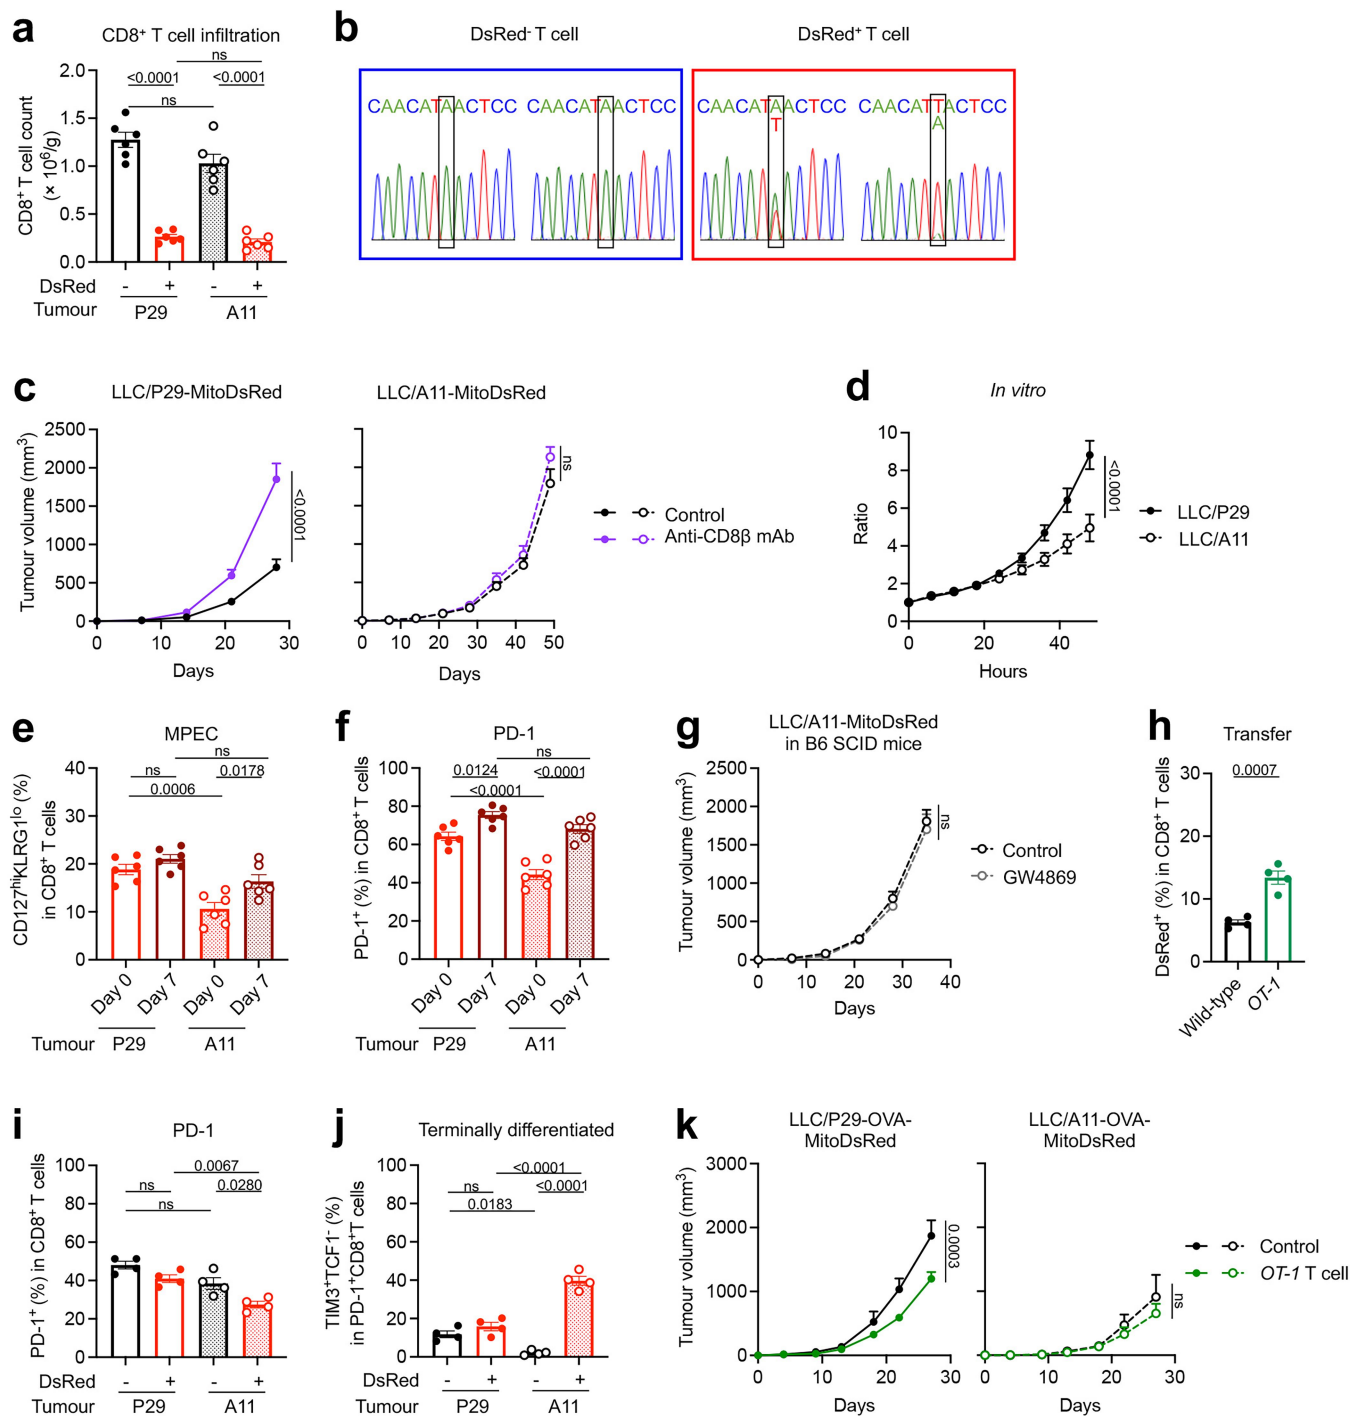 a
CD8⁺ T cell infiltration
ns
<0.0001 <0.0001
ns
CD8⁺ T cell count
(× 10⁶/g)
2.0
1.5
1.0
0.5
0.0
DsRed - + - +
Tumour P29 A11
b
DsRed⁻ T cell DsRed⁺ T cell
CAACATAACTCC CAACATAACTCC CAACATAACTCC CAACATTACTCC
T A
c
LLC/P29-MitoDsRed LLC/A11-MitoDsRed
Tumour volume (mm³)
2500
2000
1500
1000
500
0
<0.0001
ns
0 10 20 30 0 10 20 30 40 50
Days Days
Control
Anti-CD8β mAb
d
In vitro
Ratio
10
8
6
4
2
0
<0.0001
0 20 40
Hours
LLC/P29
LLC/A11
e
MPEC
ns
ns 0.0178
0.0006
CD127ʰⁱKLRG1ˡᵒ (%)
in CD8⁺ T cells
40
30
20
10
0
Day 0 Day 7 Day 0 Day 7
Tumour P29 A11
f
PD-1
ns
0.0124 <0.0001
<0.0001
PD-1⁺ (%) in CD8⁺ T cells
100
80
60
40
20
0
Day 0 Day 7 Day 0 Day 7
Tumour P29 A11
g
LLC/A11-MitoDsRed
in B6 SCID mice
Tumour volume (mm³)
2500
2000
1500
1000
500
0
ns
0 10 20 30 40
Days
Control
GW4869
h
Transfer
0.0007
DsRed⁺ (%) in CD8⁺ T cells
30
20
10
0
Wild-type OT-1
i
PD-1
0.0067
ns 0.0280
ns
PD-1⁺ (%) in CD8⁺ T cells
100
80
60
40
20
0
DsRed - + - +
Tumour P29 A11
j
Terminally differentiated
<0.0001
ns <0.0001
0.0183
TIM3⁺TCF1⁻ (%)
in PD-1⁺CD8⁺T cells
100
80
60
40
20
0
DsRed - + - +
Tumour P29 A11
k
LLC/P29-OVA-
MitoDsRed
LLC/A11-OVA-
MitoDsRed
Tumour volume (mm³)
3000
2000
1000
0
0.0003
ns
0 10 20 30 0 10 20 30
Days Days
Control
OT-1 T cell